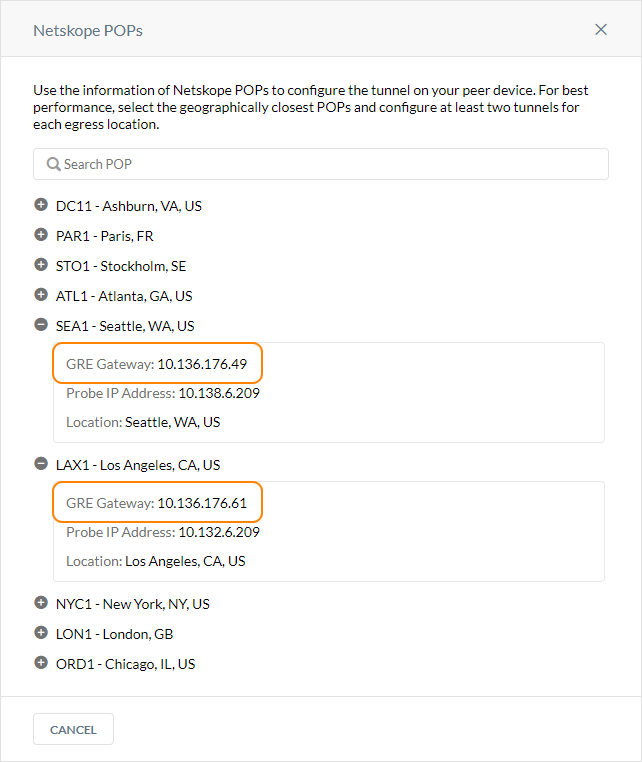 Netskope POPs
Use the information of Netskope POPs to configure the tunnel on your peer device. For best
performance, select the geographically closest POPs and configure at least two tunnels for
each egress location.
Search POP
DC11 - Ashburn, VA, US
PAR1 - Paris, FR
STO1 - Stockholm, SE
ATL1 - Atlanta, GA, US
SEA1 - Seattle, WA, US
GRE Gateway: 10.136.176.49
Probe IP Address: 10.138.6.209
Location: Seattle, WA, US
LAX1 - Los Angeles, CA, US
GRE Gateway: 10.136.176.61
Probe IP Address: 10.132.6.209
Location: Los Angeles, CA, US
NYC1 - New York, NY, US
LON1 - London, GB
ORD1 - Chicago, IL, US
CANCEL